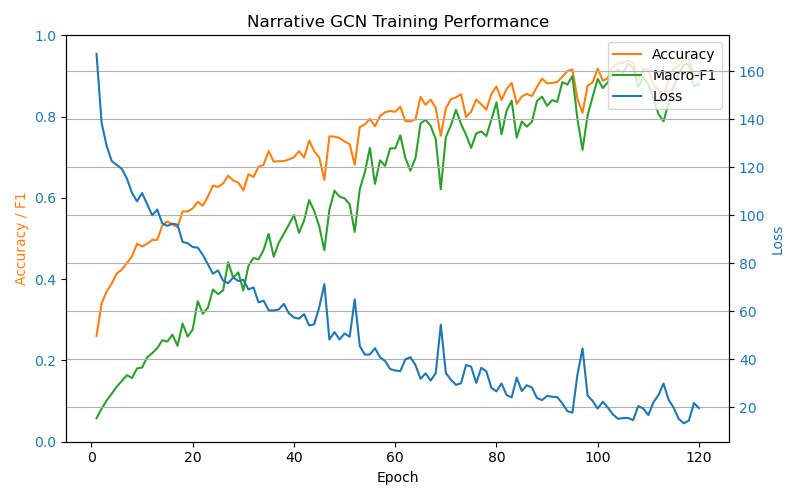 Narrative GCN Training Performance
Accuracy
Macro-F1
Loss
Accuracy / F1
1.0
0.8
0.6
0.4
0.2
0.0
160
140
120
100
80
60
40
20
Loss
0 20 40 60 80 100 120
Epoch